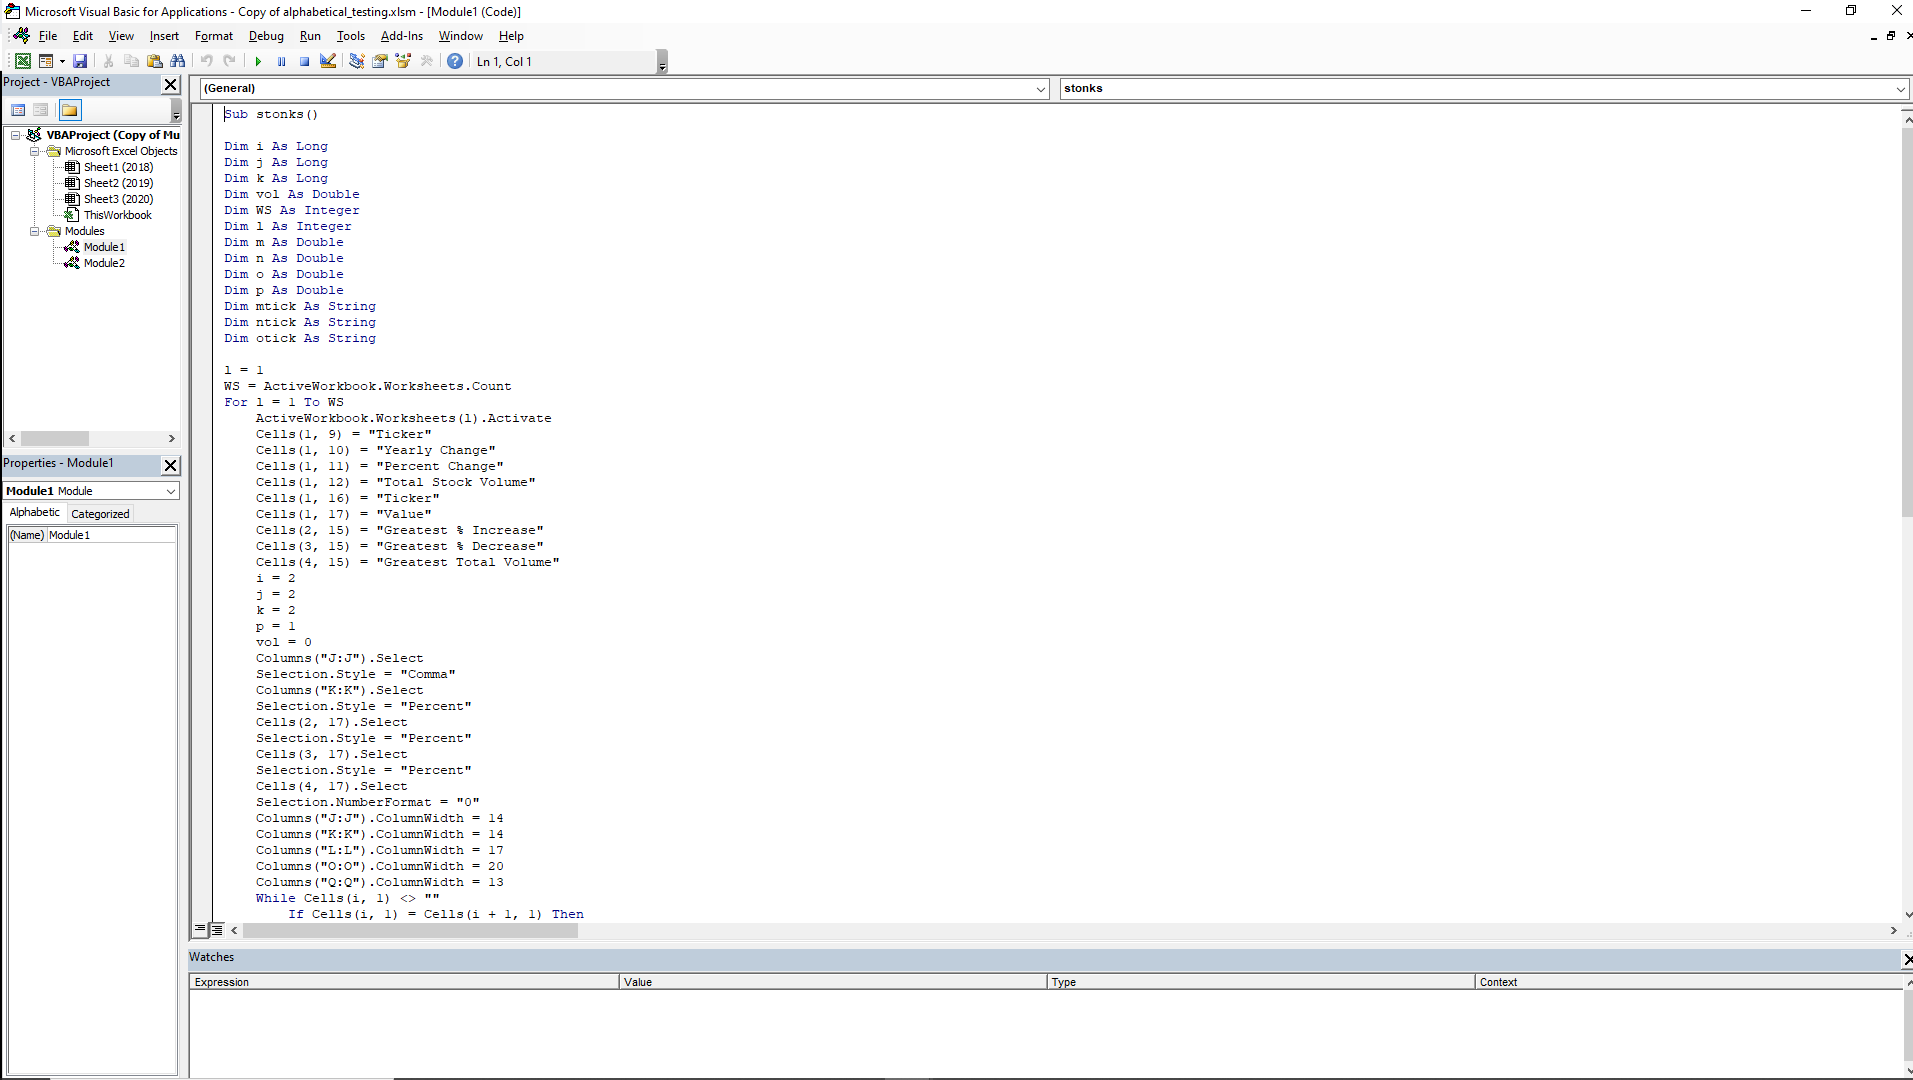 Microsoft Visual Basic for Applications - Copy of alphabetical_testing.xlsm - [Module1 (Code)]
File Edit View Insert Format Debug Run Tools Add-Ins Window Help
Ln 1, Col 1
Project - VBAProject
VBAProject (Copy of Mu
Microsoft Excel Objects
Sheet1 (2018)
Sheet2 (2019)
Sheet3 (2020)
ThisWorkbook
Modules
Module1
Module2
Properties - Module1
Module1 Module
Alphabetic Categorized
(Name) Module1
(General) stonks
Sub stonks()
Dim i As Long
Dim j As Long
Dim k As Long
Dim vol As Double
Dim WS As Integer
Dim l As Integer
Dim m As Double
Dim n As Double
Dim o As Double
Dim p As Double
Dim mtick As String
Dim ntick As String
Dim otick As String
l = 1
WS = ActiveWorkbook.Worksheets.Count
For l = 1 To WS
ActiveWorkbook.Worksheets(l).Activate
Cells(1, 9) = "Ticker"
Cells(1, 10) = "Yearly Change"
Cells(1, 11) = "Percent Change"
Cells(1, 12) = "Total Stock Volume"
Cells(1, 16) = "Ticker"
Cells(1, 17) = "Value"
Cells(2, 15) = "Greatest % Increase"
Cells(3, 15) = "Greatest % Decrease"
Cells(4, 15) = "Greatest Total Volume"
i = 2
j = 2
k = 2
p = 1
vol = 0
Columns("J:J").Select
Selection.Style = "Comma"
Columns("K:K").Select
Selection.Style = "Percent"
Cells(2, 17).Select
Selection.Style = "Percent"
Cells(3, 17).Select
Selection.Style = "Percent"
Cells(4, 17).Select
Selection.NumberFormat = "0"
Columns("J:J").ColumnWidth = 14
Columns("K:K").ColumnWidth = 14
Columns("L:L").ColumnWidth = 17
Columns("O:O").ColumnWidth = 20
Columns("Q:Q").ColumnWidth = 13
While Cells(i, 1) <> ""
If Cells(i, 1) = Cells(i + 1, 1) Then
Watches
Expression Value Type Context